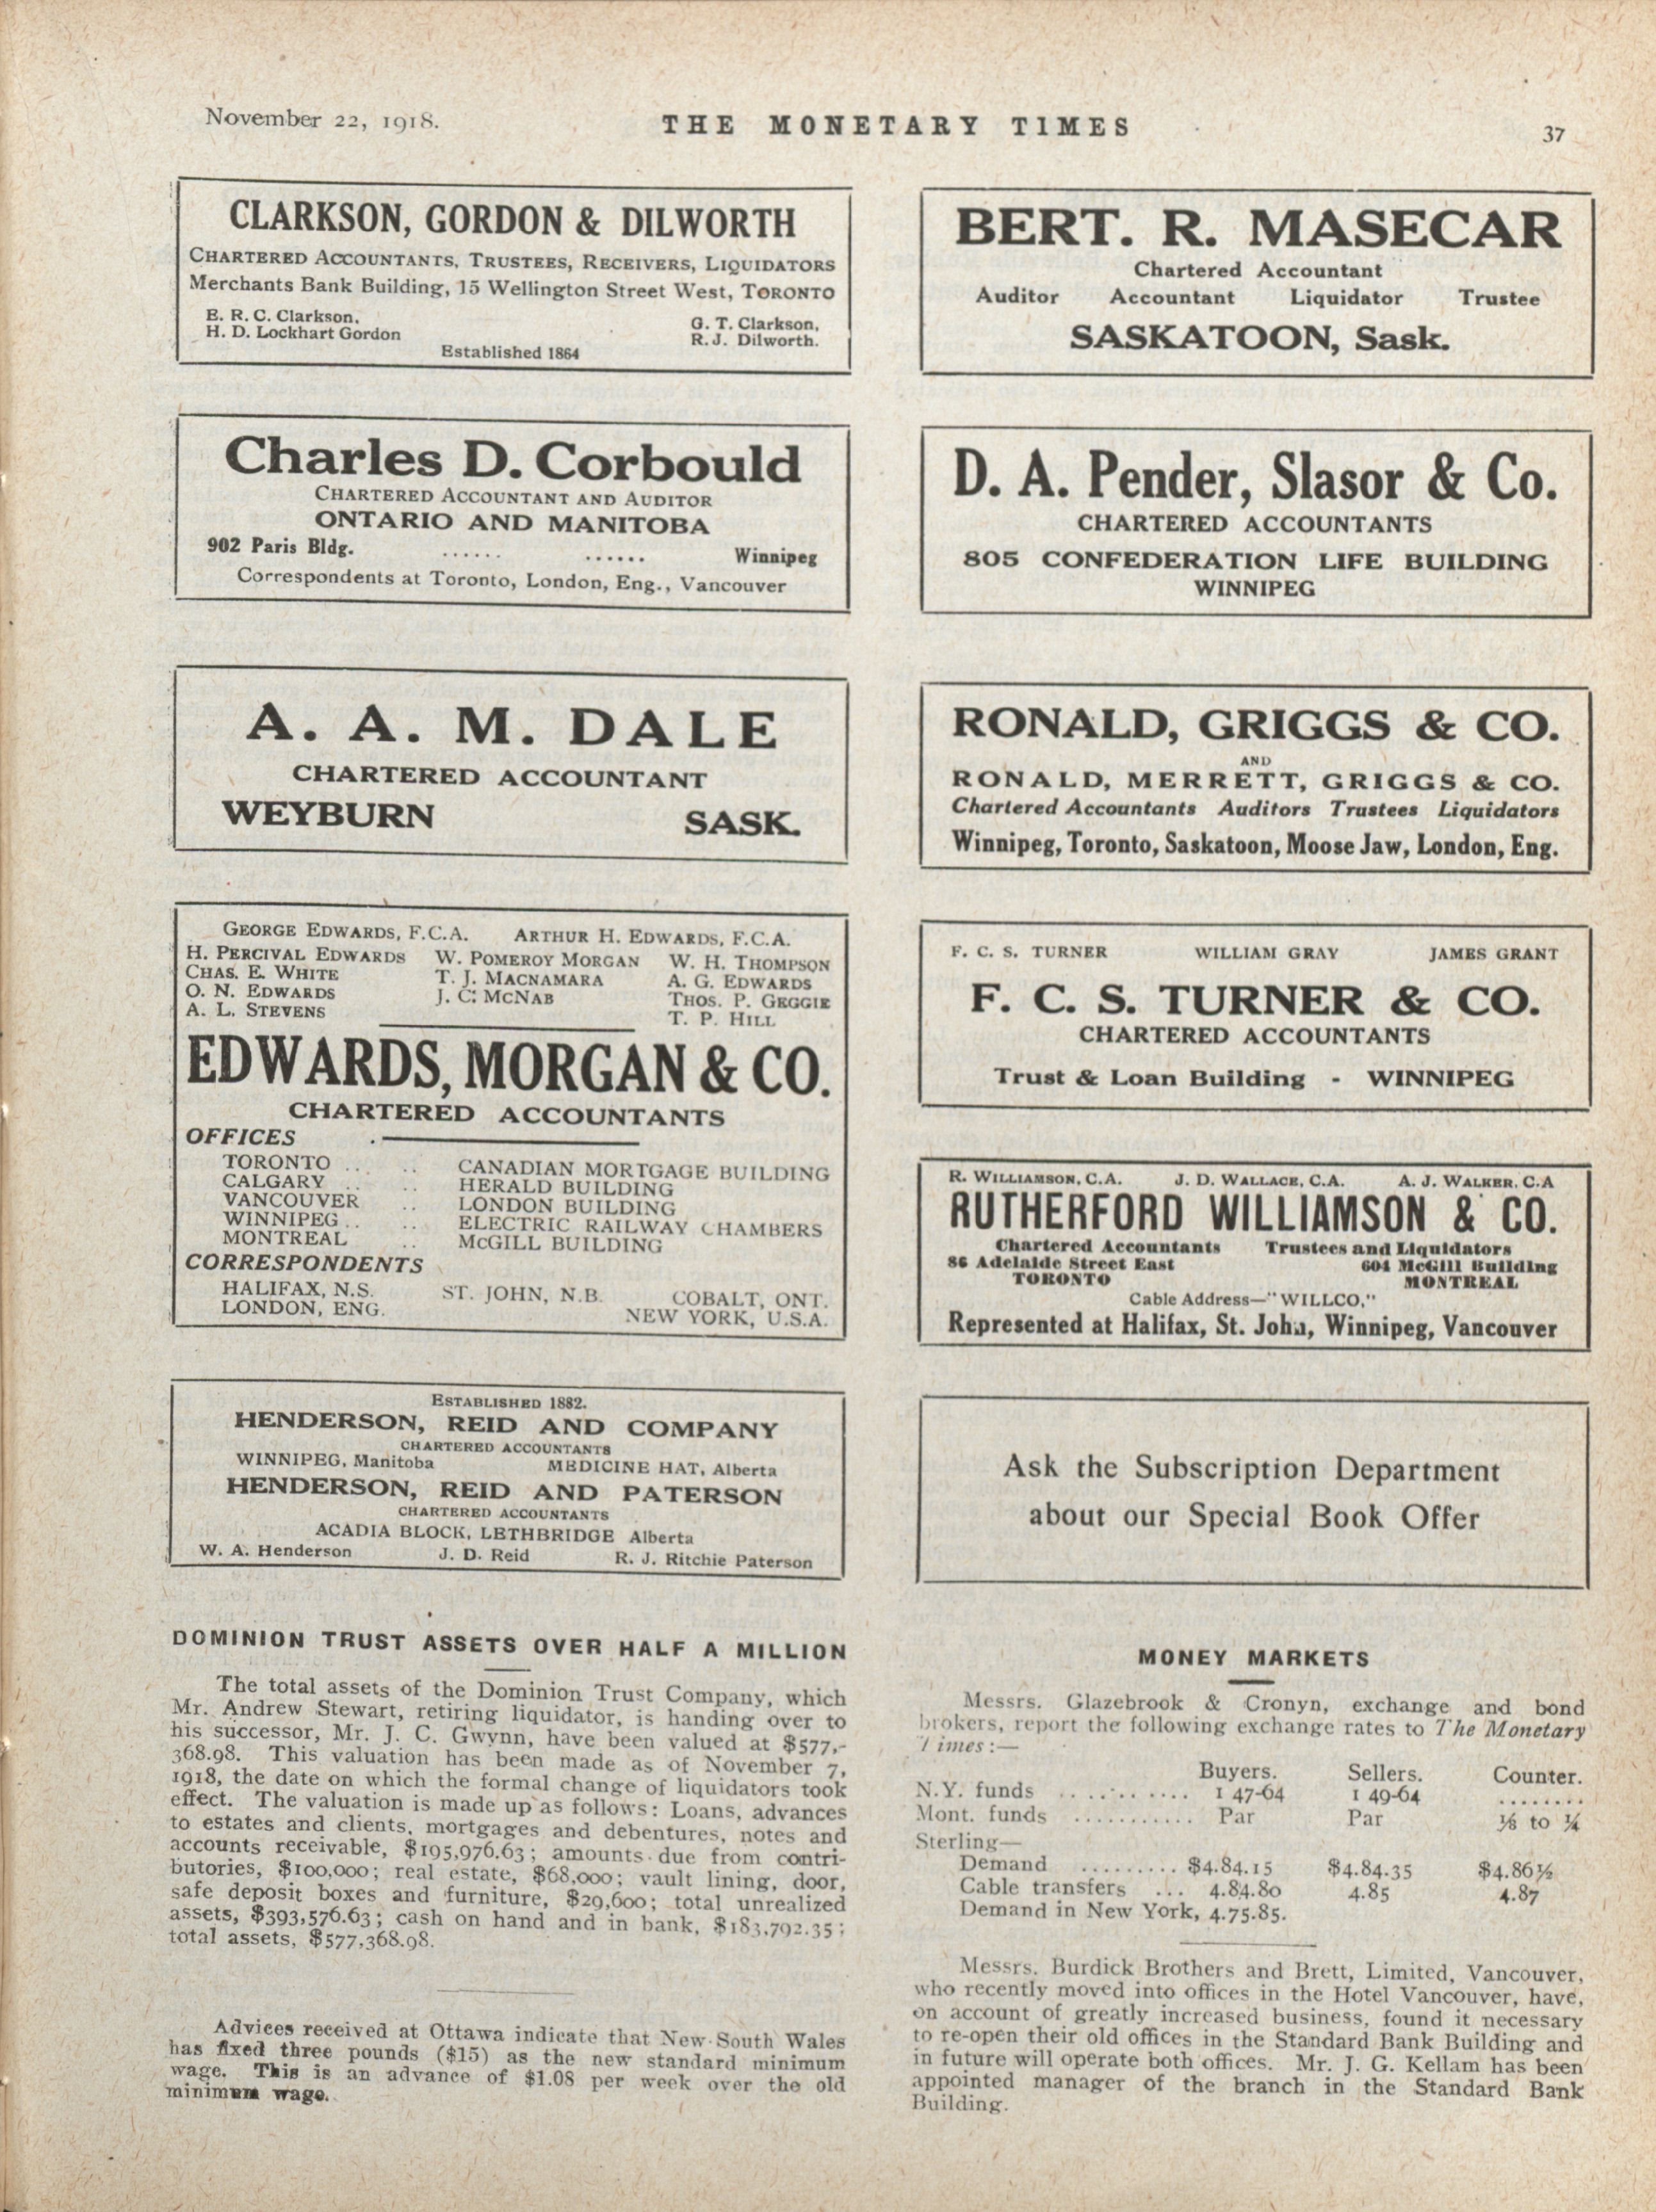 November 22, 1918.
THE MONETARY TIMES
37
CLARKSON, GORDON & DILWORTH
CHARTERED ACCOUNTANTS, TRUSTEES, RECEIVERS, LIQUIDATORS
Merchants Bank Building, 15 Wellington Street West, TORONTO
E. R. C. Clarkson, G. T. Clarkson,
H. D. Lockhart Gordon R. J. Dilworth.
Established 1864
Charles D. Corbould
CHARTERED ACCOUNTANT AND AUDITOR
ONTARIO AND MANITOBA
902 Paris Bldg. ...... ...... Winnipeg
Correspondents at Toronto, London, Eng., Vancouver
A. A. M. DALE
CHARTERED ACCOUNTANT
WEYBURN SASK.
GEORGE EDWARDS, F.C.A. ARTHUR H. EDWARDS, F.C.A.
H. PERCIVAL EDWARDS W. POMEROY MORGAN W. H. THOMPSON
CHAS. E. WHITE T. J. MACNAMARA A. G. EDWARDS
O. N. EDWARDS J. C. MCNAB THOS. P. GEGGIE
A. L. STEVENS T. P. HILL
EDWARDS, MORGAN & CO.
CHARTERED ACCOUNTANTS
OFFICES
TORONTO ... .. CANADIAN MORTGAGE BUILDING
CALGARY .. .. HERALD BUILDING
VANCOUVER .. LONDON BUILDING
WINNIPEG .. .. ELECTRIC RAILWAY CHAMBERS
MONTREAL .. McGILL BUILDING
CORRESPONDENTS
HALIFAX, N.S. ST. JOHN, N.B. COBALT, ONT.
LONDON, ENG. NEW YORK, U.S.A.
ESTABLISHED 1882.
HENDERSON, REID AND COMPANY
CHARTERED ACCOUNTANTS
WINNIPEG, Manitoba MEDICINE HAT, Alberta
HENDERSON, REID AND PATERSON
CHARTERED ACCOUNTANTS
ACADIA BLOCK, LETHBRIDGE Alberta
W. A. Henderson J. D. Reid R. J. Ritchie Paterson
DOMINION TRUST ASSETS OVER HALF A MILLION
The total assets of the Dominion Trust Company, which
Mr. Andrew Stewart, retiring liquidator, is handing over to
his successor, Mr. J. C. Gwynn, have been valued at $577,-
368.98. This valuation has been made as of November 7,
1918, the date on which the formal change of liquidators took
effect. The valuation is made up as follows: Loans, advances
to estates and clients, mortgages and debentures, notes and
accounts receivable, $195,976.63; amounts due from contri-
butories, $100,000; real estate, $68,000; vault lining, door,
safe deposit boxes and furniture, $29,600; total unrealized
assets, $393,576.63; cash on hand and in bank, $183,792.35;
total assets, $577,368.98.
Advices received at Ottawa indicate that New South Wales
has fixed three pounds ($15) as the new standard minimum
wage. This is an advance of $1.08 per week over the old
minimum wage.
BERT. R. MASECAR
Chartered Accountant
Auditor Accountant Liquidator Trustee
SASKATOON, Sask.
D. A. Pender, Slasor & Co.
CHARTERED ACCOUNTANTS
805 CONFEDERATION LIFE BUILDING
WINNIPEG
RONALD, GRIGGS & CO.
AND
RONALD, MERRETT, GRIGGS & CO.
Chartered Accountants Auditors Trustees Liquidators
Winnipeg, Toronto, Saskatoon, Moose Jaw, London, Eng.
F. C. S. TURNER WILLIAM GRAY JAMES GRANT
F. C. S. TURNER & CO.
CHARTERED ACCOUNTANTS
Trust & Loan Building - WINNIPEG
R. WILLIAMSON, C.A. J. D. WALLACE, C.A. A. J. WALKER, C.A
RUTHERFORD WILLIAMSON & CO.
Chartered Accountants Trustees and Liquidators
86 Adelaide Street East 604 McGill Building
TORONTO MONTREAL
Cable Address—"WILLCO."
Represented at Halifax, St. John, Winnipeg, Vancouver
Ask the Subscription Department
about our Special Book Offer
MONEY MARKETS
Messrs. Glazebrook & Cronyn, exchange and bond
brokers, report the following exchange rates to The Monetary
Times:—
Buyers. Sellers. Counter.
N.Y. funds ........... 1 47-64 1 49-64 ........
Mont. funds ........... Par Par ⅛ to ¼
Sterling—
Demand ......... $4.84.15 $4.84.35 $4.86½
Cable transfers ... 4.84.80 4.85 4.87
Demand in New York, 4.75.85.
Messrs. Burdick Brothers and Brett, Limited, Vancouver,
who recently moved into offices in the Hotel Vancouver, have,
on account of greatly increased business, found it necessary
to re-open their old offices in the Standard Bank Building and
in future will operate both offices. Mr. J. G. Kellam has been
appointed manager of the branch in the Standard Bank
Building.